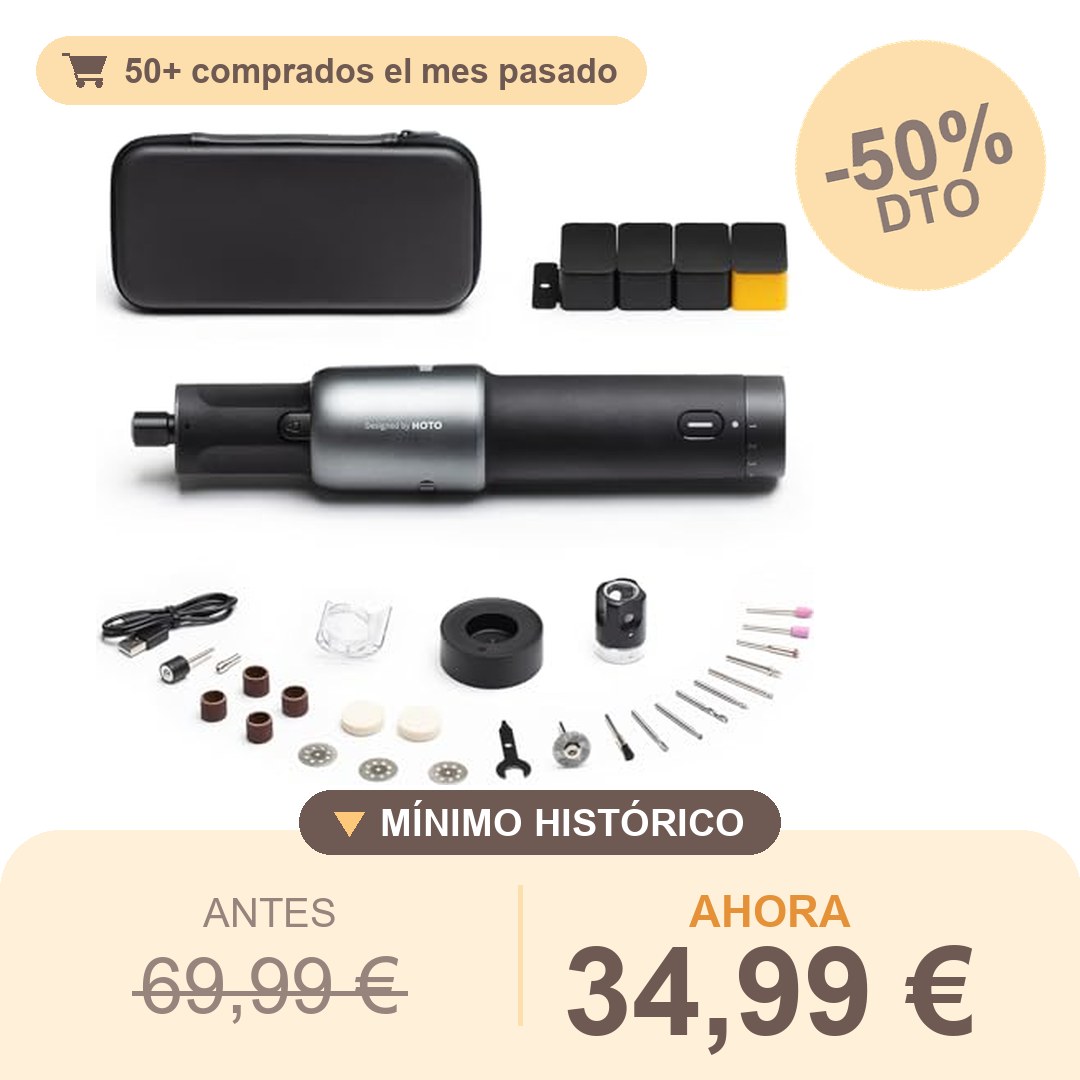 50+ comprados el mes pasado
-50%
DTO
Designed by HOTO
MÍNIMO HISTÓRICO
ANTES
69,99 €
AHORA
34,99 €